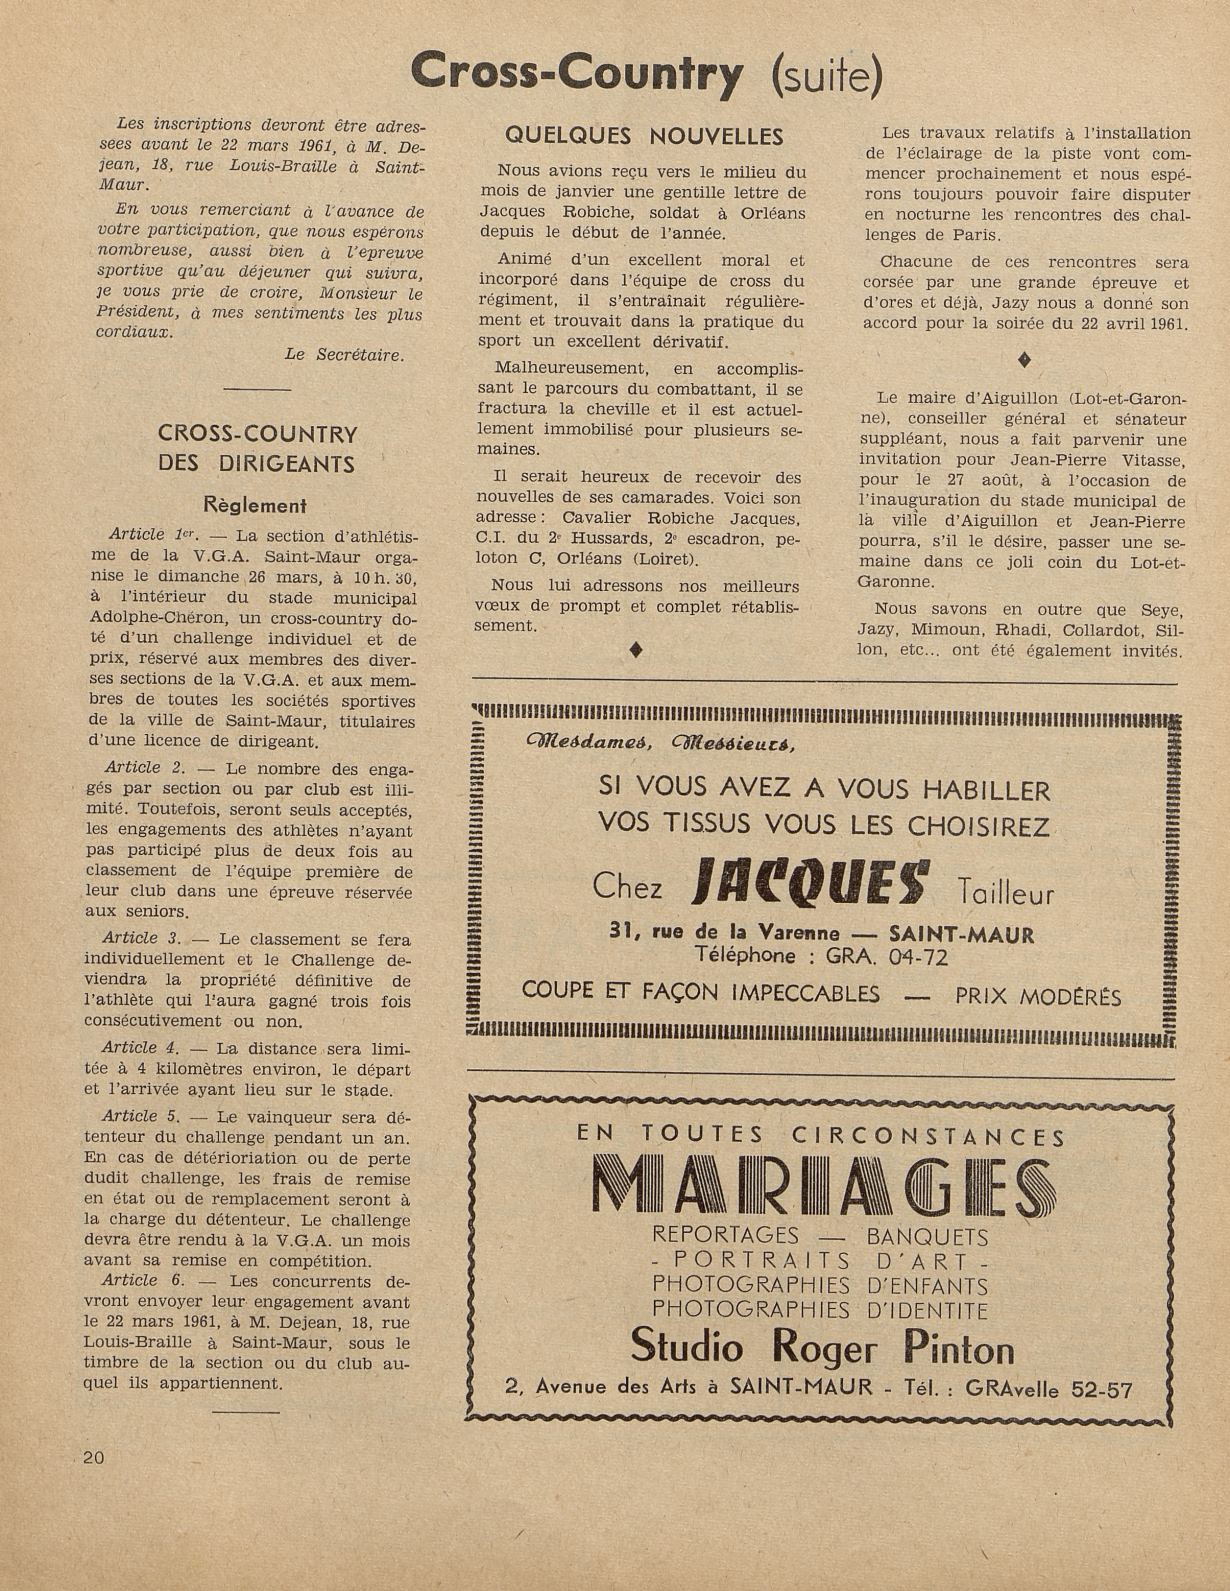 Cross-Country (suite)
Les inscriptions devront être adres-
sées avant le 22 mars 1961, à M. De-
jean, 18, rue Louis-Braille à Saint-
Maur.
En vous remerciant à l'avance de
votre participation, que nous espérons
nombreuse, aussi bien à l'épreuve
sportive qu'au déjeuner qui suivra,
je vous prie de croire, Monsieur le
Président, à mes sentiments les plus
cordiaux.
Le Secrétaire.
CROSS-COUNTRY
DES DIRIGEANTS
Règlement
Article 1er. — La section d'athlétis-
me de la V.G.A. Saint-Maur orga-
nise le dimanche 26 mars, à 10 h. 30,
à l'intérieur du stade municipal
Adolphe-Chéron, un cross-country do-
té d'un challenge individuel et de
prix, réservé aux membres des diver-
ses sections de la V.G.A. et aux mem-
bres de toutes les sociétés sportives
de la ville de Saint-Maur, titulaires
d'une licence de dirigeant.
Article 2. — Le nombre des enga-
gés par section ou par club est illi-
mité. Toutefois, seront seuls acceptés,
les engagements des athlètes n'ayant
pas participé plus de deux fois au
classement de l'équipe première de
leur club dans une épreuve réservée
aux seniors.
Article 3. — Le classement se fera
individuellement et le Challenge de-
viendra la propriété définitive de
l'athlète qui l'aura gagné trois fois
consécutivement ou non.
Article 4. — La distance sera limi-
tée à 4 kilomètres environ, le départ
et l'arrivée ayant lieu sur le stade.
Article 5. — Le vainqueur sera dé-
tenteur du challenge pendant un an.
En cas de détérioriation ou de perte
dudit challenge, les frais de remise
en état ou de remplacement seront à
la charge du détenteur. Le challenge
devra être rendu à la V.G.A. un mois
avant sa remise en compétition.
Article 6. — Les concurrents de-
vront envoyer leur engagement avant
le 22 mars 1961, à M. Dejean, 18, rue
Louis-Braille à Saint-Maur, sous le
timbre de la section ou du club au-
quel ils appartiennent.
QUELQUES NOUVELLES
Nous avions reçu vers le milieu du
mois de janvier une gentille lettre de
Jacques Robiche, soldat à Orléans
depuis le début de l'année.
Animé d'un excellent moral et
incorporé dans l'équipe de cross du
régiment, il s'entraînait régulière-
ment et trouvait dans la pratique du
sport un excellent dérivatif.
Malheureusement, en accomplis-
sant le parcours du combattant, il se
fractura la cheville et il est actuel-
lement immobilisé pour plusieurs se-
maines.
Il serait heureux de recevoir des
nouvelles de ses camarades. Voici son
adresse : Cavalier Robiche Jacques,
C.I. du 2e Hussards, 2e escadron, pe-
loton C, Orléans (Loiret).
Nous lui adressons nos meilleurs
vœux de prompt et complet rétablis-
sement.
♦
Les travaux relatifs à l'installation
de l'éclairage de la piste vont com-
mencer prochainement et nous espé-
rons toujours pouvoir faire disputer
en nocturne les rencontres des chal-
lenges de Paris.
Chacune de ces rencontres sera
corsée par une grande épreuve et
d'ores et déjà, Jazy nous a donné son
accord pour la soirée du 22 avril 1961.
♦
Le maire d'Aiguillon (Lot-et-Garon-
ne), conseiller général et sénateur
suppléant, nous a fait parvenir une
invitation pour Jean-Pierre Vitasse,
pour le 27 août, à l'occasion de
l'inauguration du stade municipal de
là ville d'Aiguillon et Jean-Pierre
pourra, s'il le désire, passer une se-
maine dans ce joli coin du Lot-et-
Garonne.
Nous savons en outre que Seye,
Jazy, Mimoun, Rhadi, Collardot, Sil-
lon, etc... ont été également invités.
Mesdames, Messieurs,
SI VOUS AVEZ A VOUS HABILLER
VOS TISSUS VOUS LES CHOISIREZ
Chez JACQUES Tailleur
31, rue de la Varenne — SAINT-MAUR
Téléphone : GRA. 04-72
COUPE ET FAÇON IMPECCABLES — PRIX MODÉRÉS
EN TOUTES CIRCONSTANCES
MARIAGES
REPORTAGES — BANQUETS
- PORTRAITS D'ART -
PHOTOGRAPHIES D'ENFANTS
PHOTOGRAPHIES D'IDENTITE
Studio Roger Pinton
2, Avenue des Arts à SAINT-MAUR - Tél. : GRAvelle 52-57
20